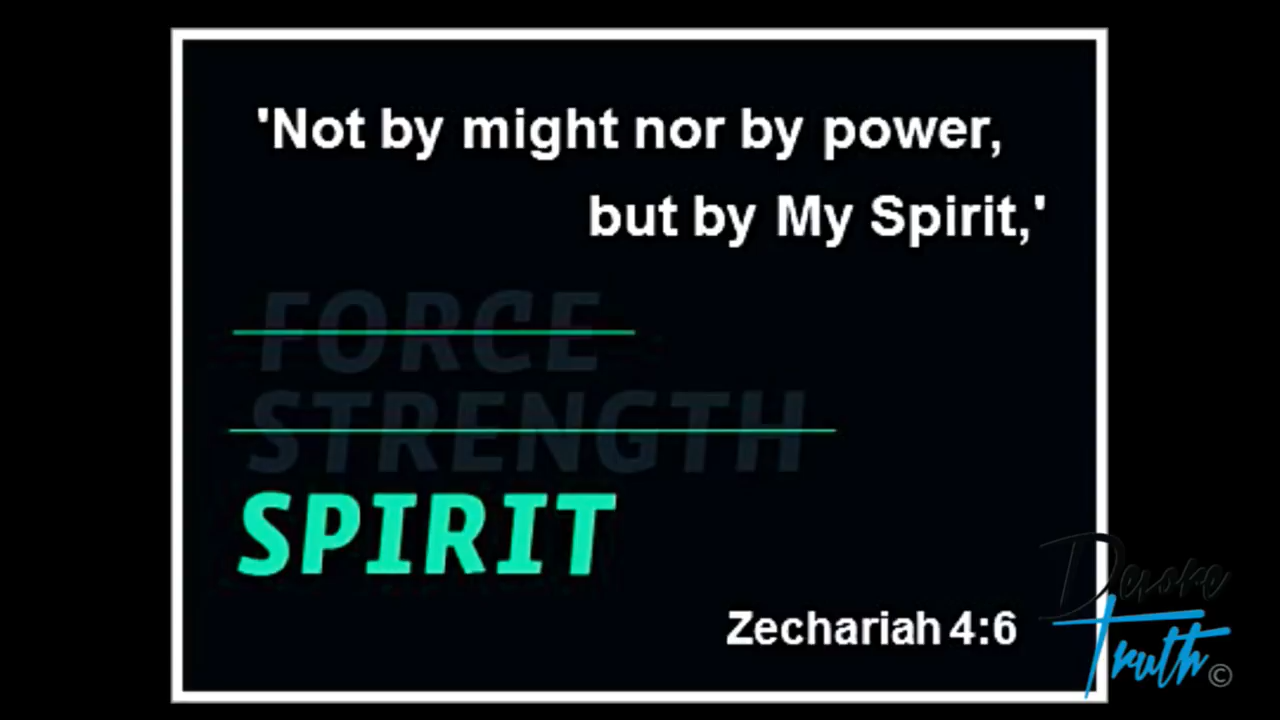 'Not by might nor by power,
but by My Spirit,'
FORCE
STRENGTH
SPIRIT
Zechariah 4:6
Truth ©